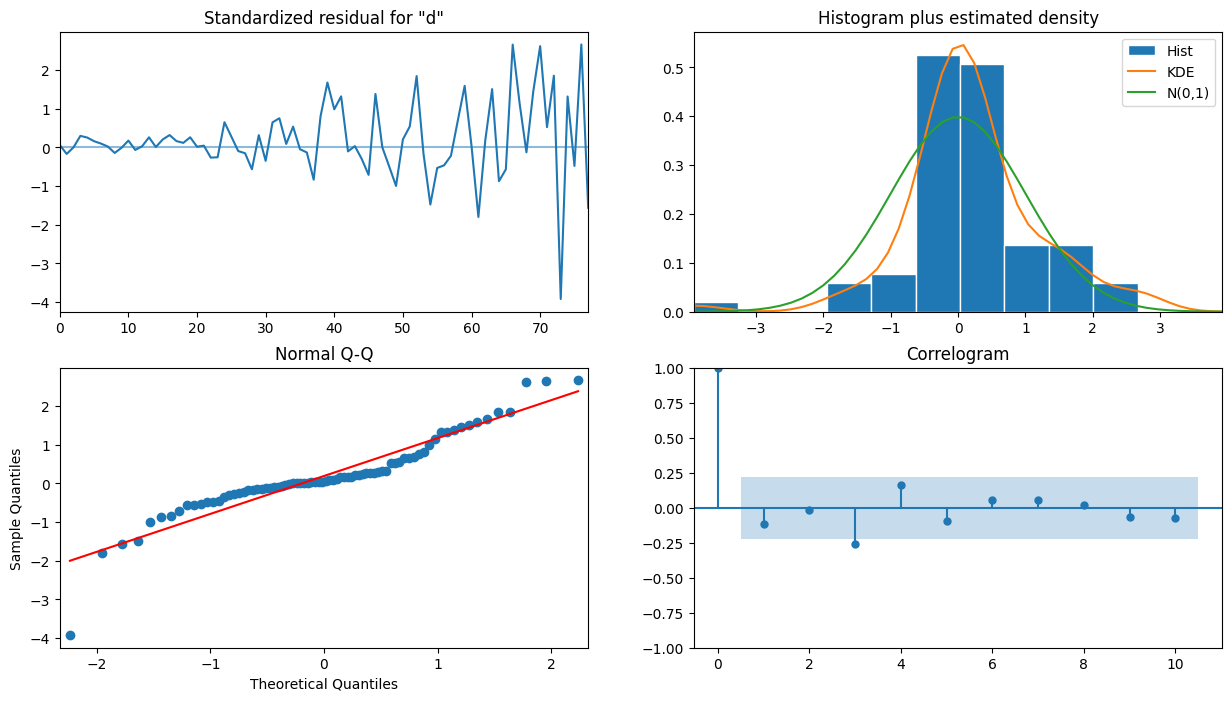 Standardized residual for "d"
2
1
0
−1
−2
−3
−4
0 10 20 30 40 50 60 70
Histogram plus estimated density
Hist
KDE
N(0,1)
0.5
0.4
0.3
0.2
0.1
0.0
−3 −2 −1 0 1 2 3
Normal Q-Q
Sample Quantiles
2
1
0
−1
−2
−3
−4
−2 −1 0 1 2
Theoretical Quantiles
Correlogram
1.00
0.75
0.50
0.25
0.00
−0.25
−0.50
−0.75
−1.00
0 2 4 6 8 10